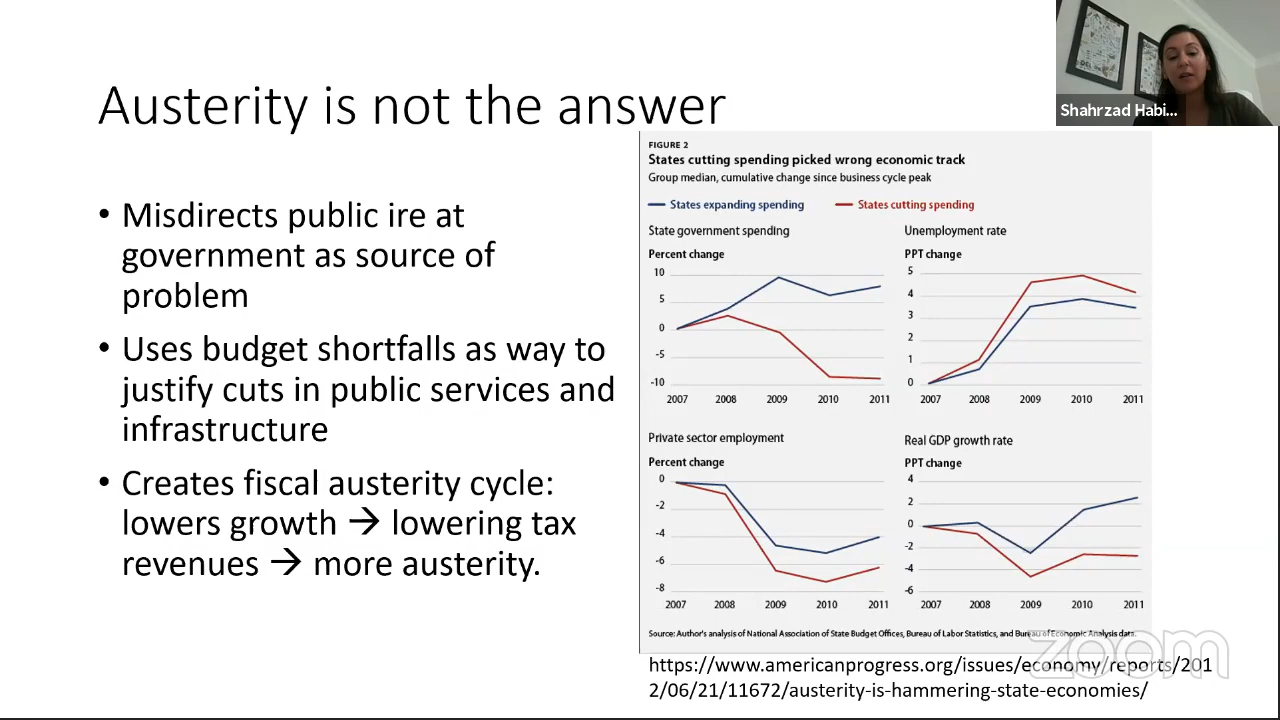 Austerity is not the answer
Shahrzad Habi...
• Misdirects public ire at
government as source of
problem
• Uses budget shortfalls as way to
justify cuts in public services and
infrastructure
• Creates fiscal austerity cycle:
lowers growth → lowering tax
revenues → more austerity.
FIGURE 2
States cutting spending picked wrong economic track
Group median, cumulative change since business cycle peak
States expanding spending States cutting spending
State government spending
Percent change
10
5
0
-5
-10
2007 2008 2009 2010 2011
Unemployment rate
PPT change
5
4
3
2
1
0
2007 2008 2009 2010 2011
Private sector employment
Percent change
0
-2
-4
-6
-8
2007 2008 2009 2010 2011
Real GDP growth rate
PPT change
4
2
0
-2
-4
-6
2007 2008 2009 2010 2011
Source: Author's analysis of National Association of State Budget Offices, Bureau of Labor Statistics, and Bureau of Economic Analysis data.
https://www.americanprogress.org/issues/economy/reports/201
2/06/21/11672/austerity-is-hammering-state-economies/
zoom